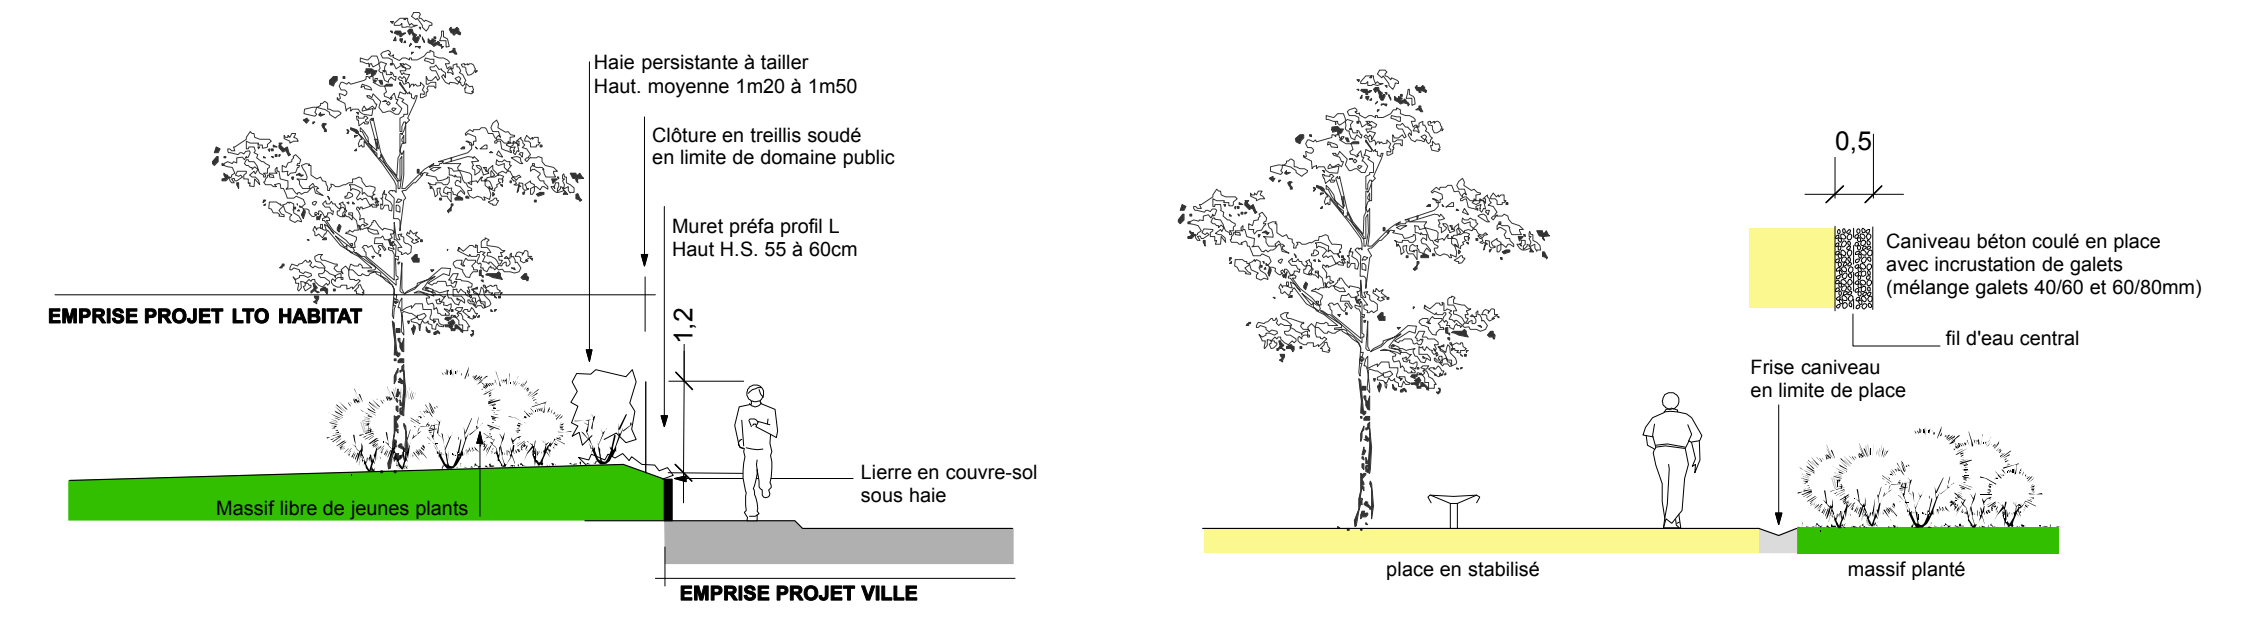 Haie persistante à tailler
Haut. moyenne 1m20 à 1m50
Clôture en treillis soudé
en limite de domaine public
Muret préfa profil L
Haut H.S. 55 à 60cm
EMPRISE PROJET LTO HABITAT
1,2
Lierre en couvre-sol
sous haie
Massif libre de jeunes plants
EMPRISE PROJET VILLE
0,5
Caniveau béton coulé en place
avec incrustation de galets
(mélange galets 40/60 et 60/80mm)
fil d'eau central
Frise caniveau
en limite de place
place en stabilisé
massif planté